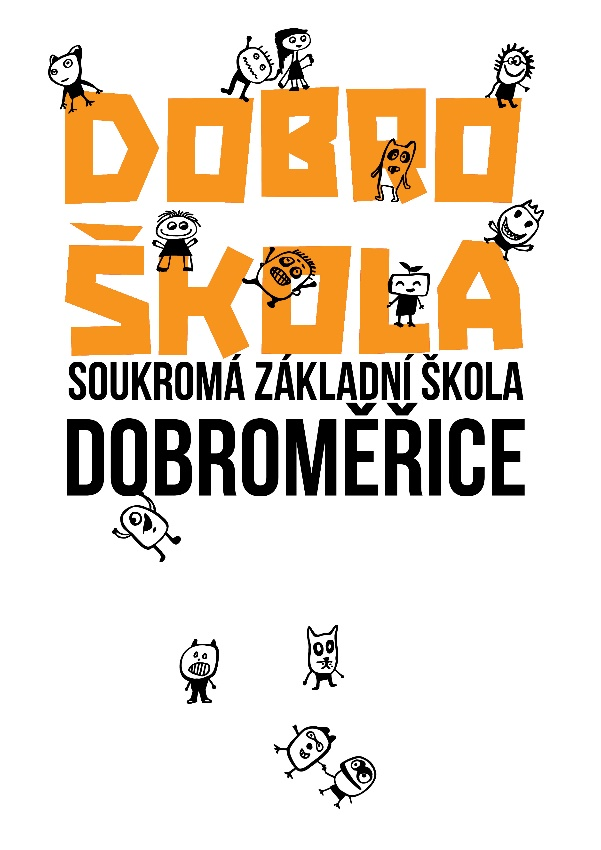 DOBRO
ŠKOLA
SOUKROMÁ ZÁKLADNÍ ŠKOLA
DOBROMĚŘICE